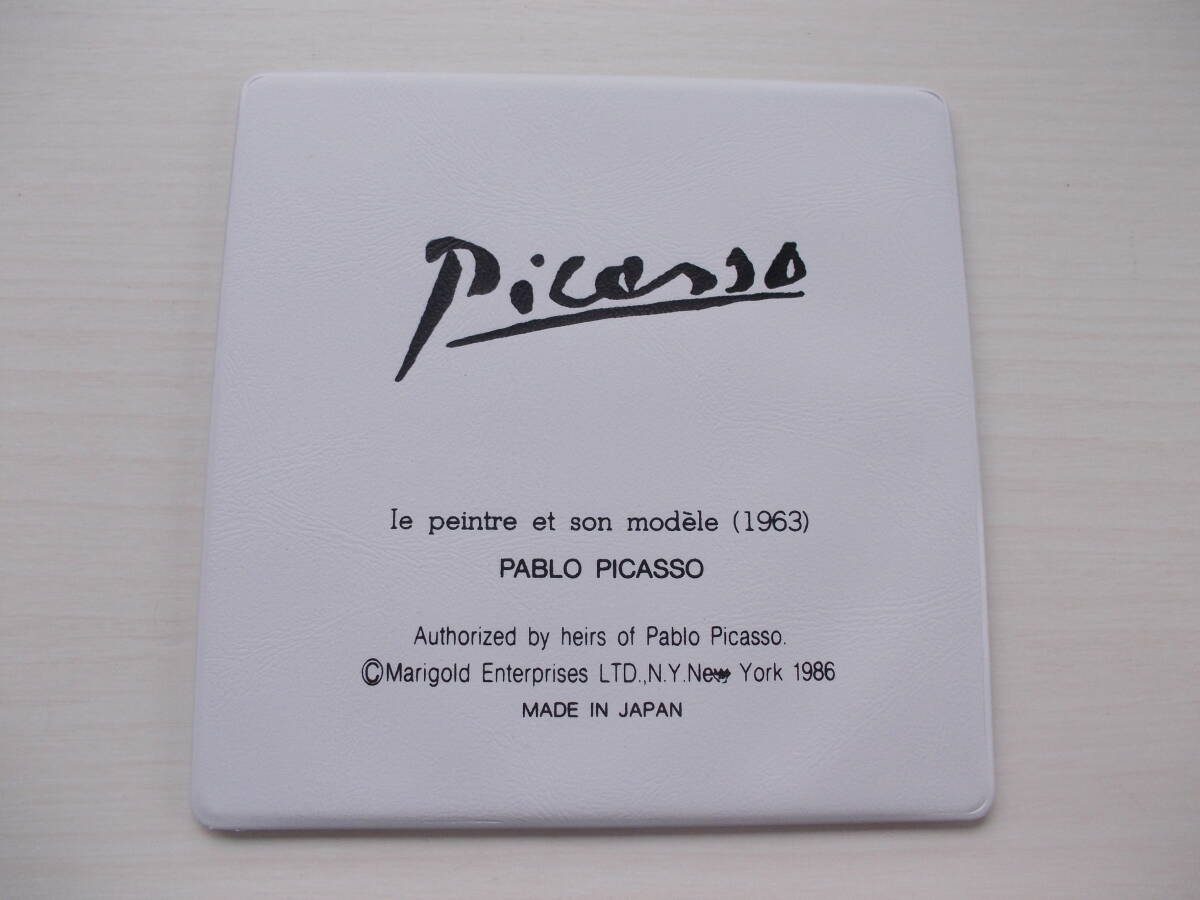 Picasso
Ie peintre et son modèle (1963)
PABLO PICASSO
Authorized by heirs of Pablo Picasso.
©Marigold Enterprises LTD.,N.Y.New York 1986
MADE IN JAPAN